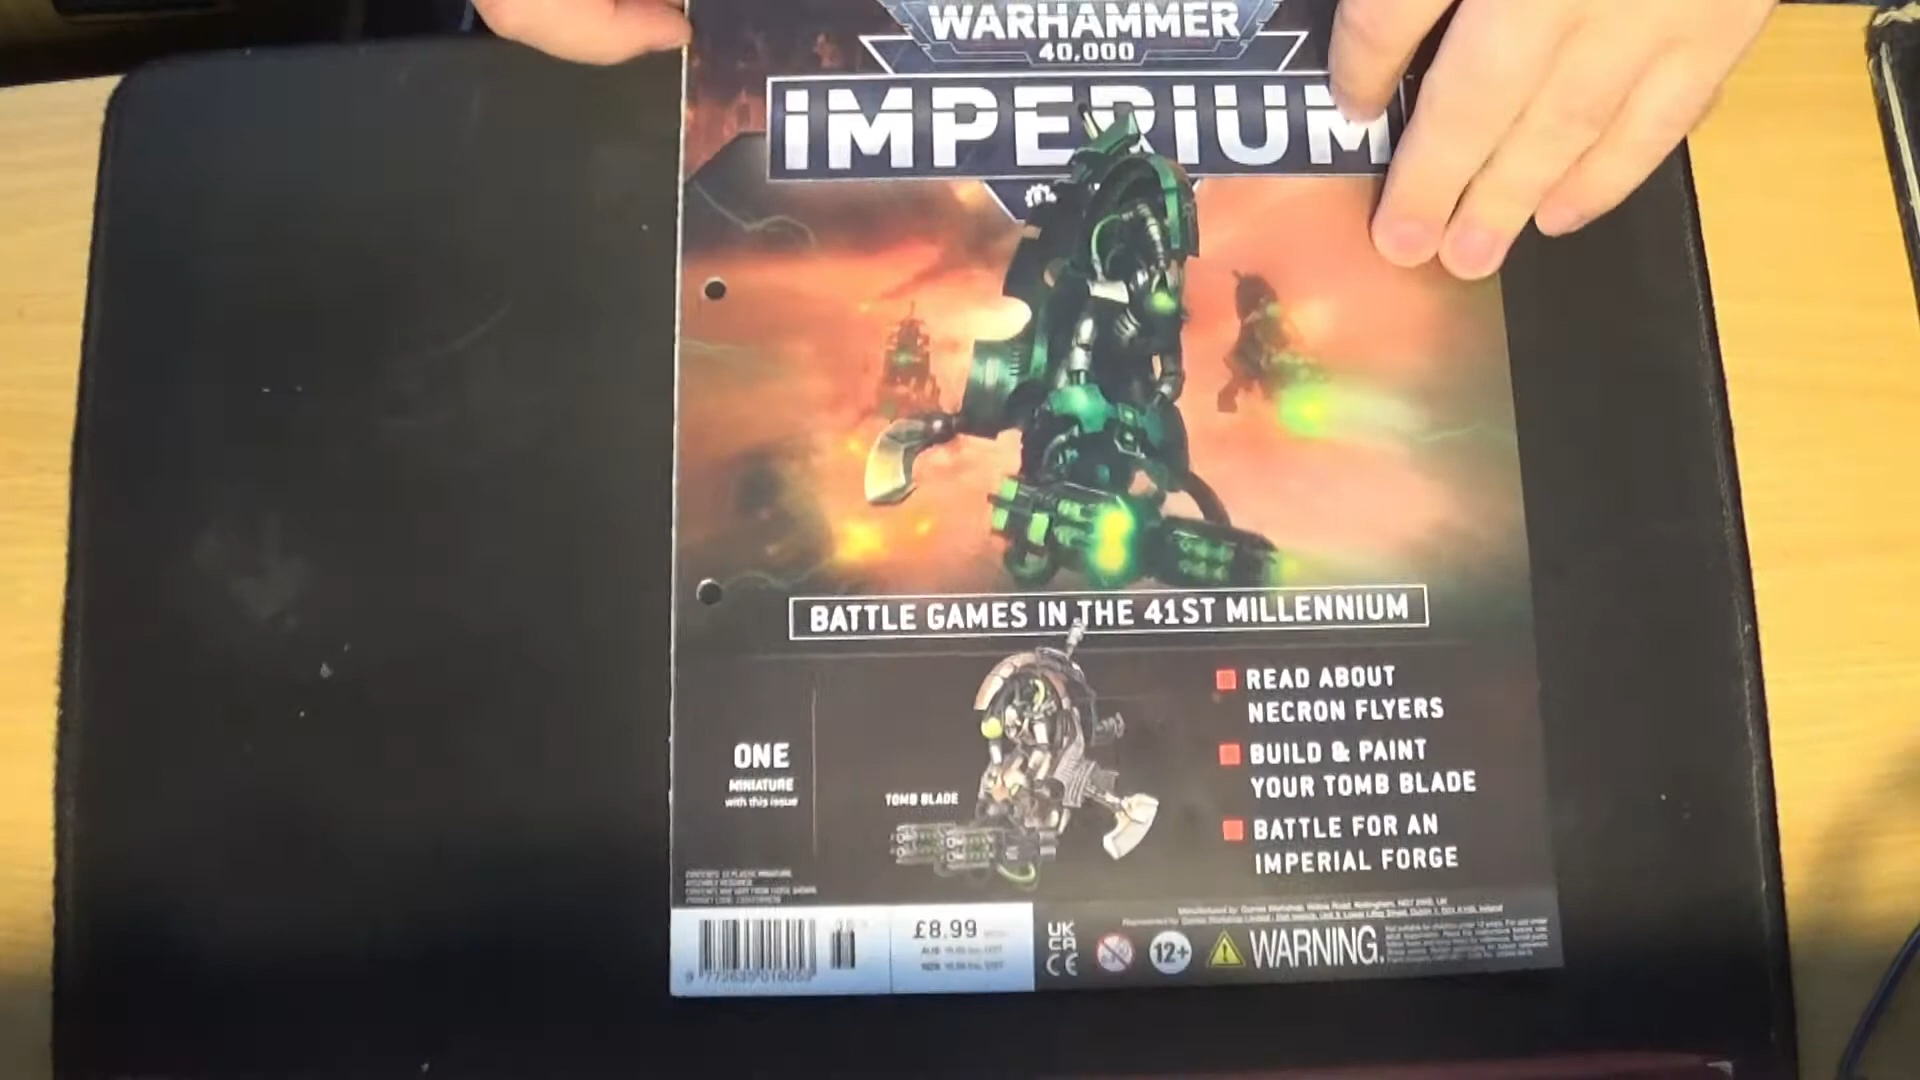 WARHAMMER
40,000
IMPERIUM
BATTLE GAMES IN THE 41ST MILLENNIUM
READ ABOUT
NECRON FLYERS
BUILD & PAINT
YOUR TOMB BLADE
BATTLE FOR AN
IMPERIAL FORGE
ONE
MINIATURE
with this issue
TOMB BLADE
£8.99
UK
CA
CE
12+
WARNING.